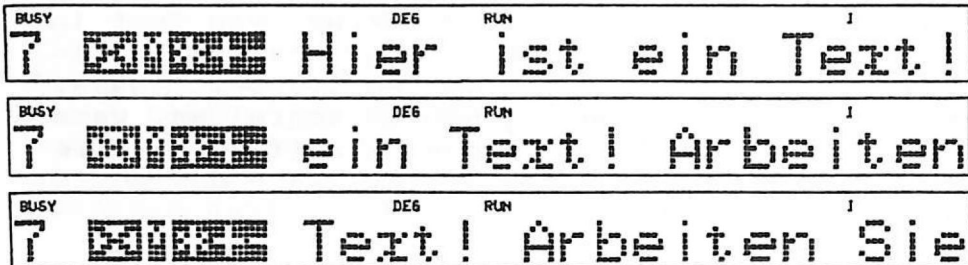 BUSY DEG RUN I
7 Hier ist ein Text!
BUSY DEG RUN I
7 ein Text! Arbeiten
BUSY DEG RUN I
7 Text! Arbeiten Sie